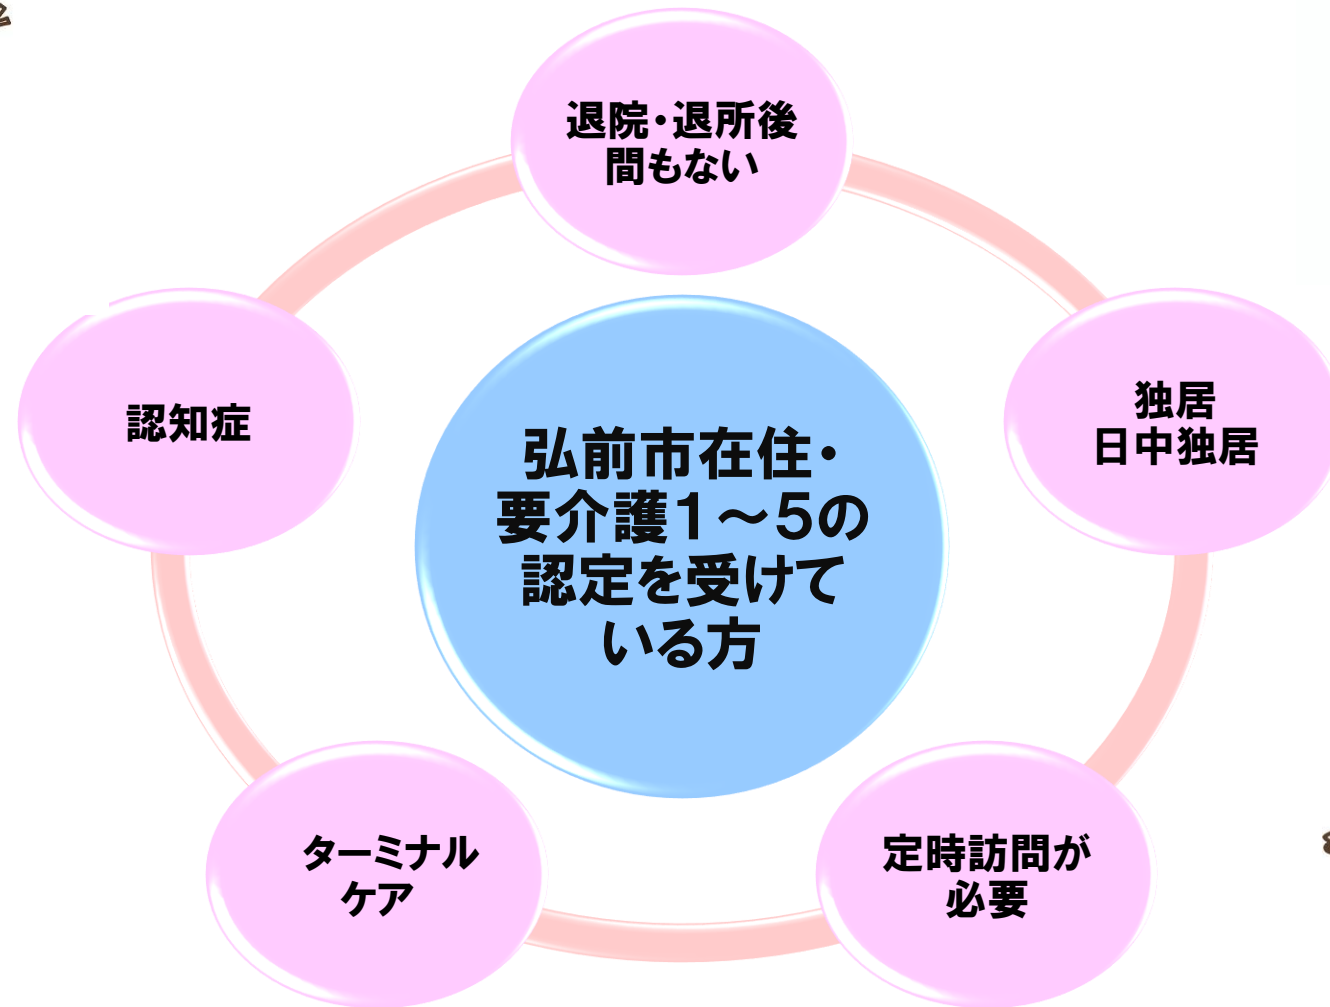 退院・退所後
間もない
独居
日中独居
認知症
弘前市在住・
要介護1～5の
認定を受けて
いる方
ターミナル
ケア
定時訪問が
必要